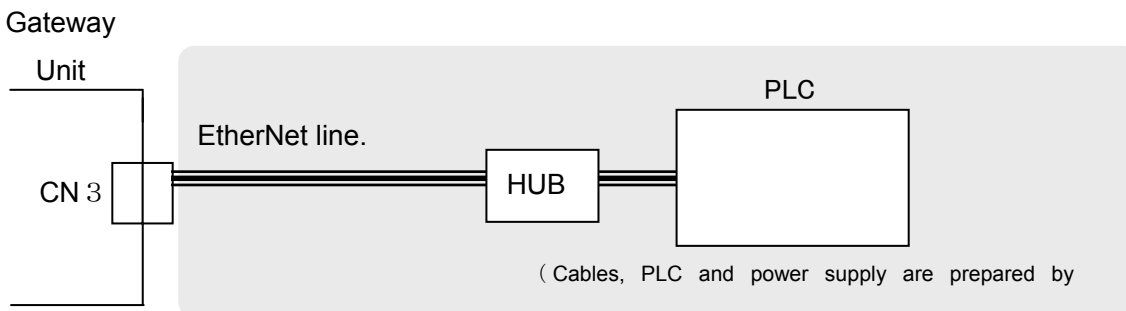 Gateway
Unit
PLC
EtherNet line.
CN３
HUB
（Cables, PLC and power supply are prepared by